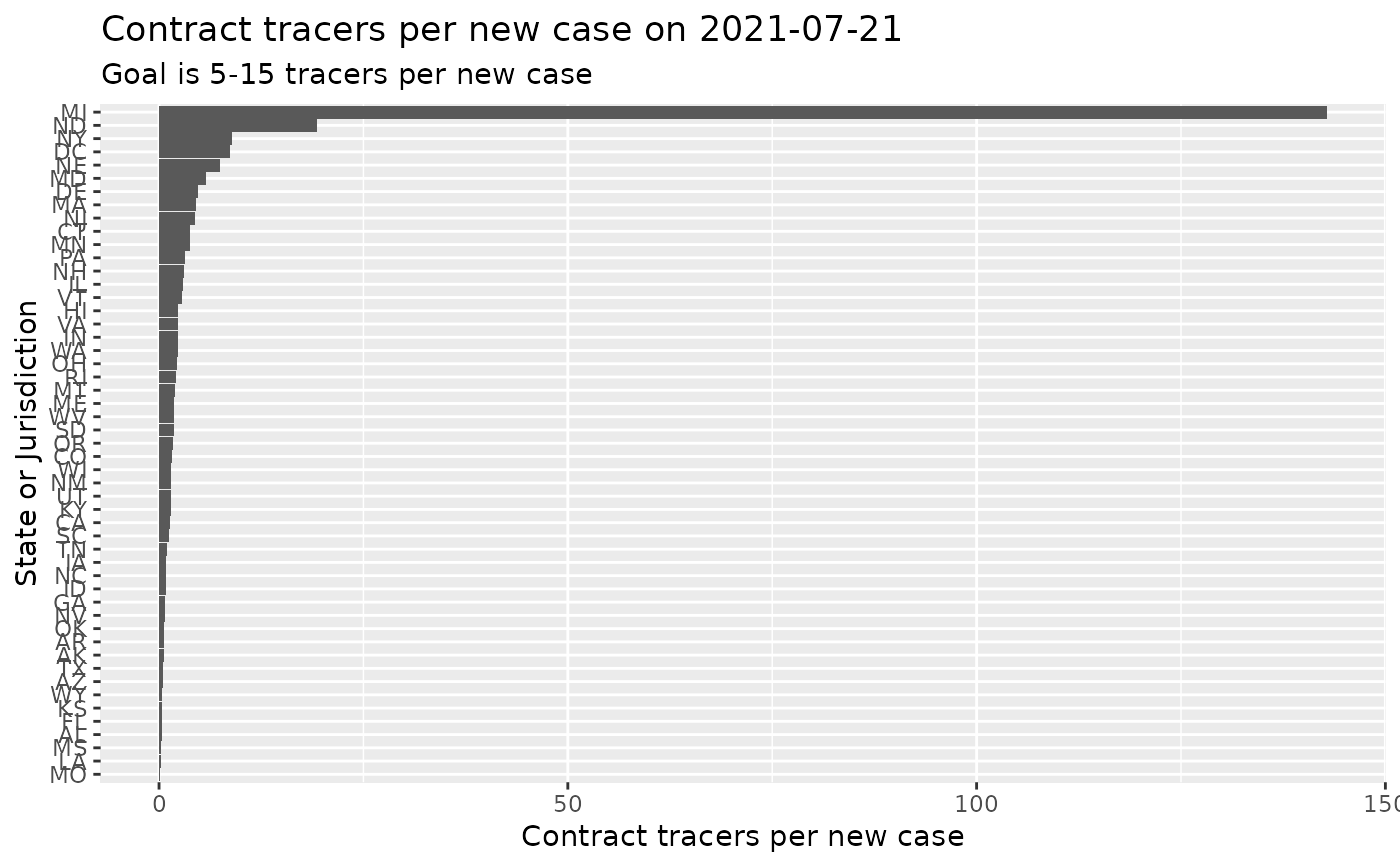 Contract tracers per new case on 2021-07-21
Goal is 5-15 tracers per new case
State or Jurisdiction
MI
ND
NY
DC
NE
MD
DE
MA
NJ
CT
MN
PA
NH
IL
VT
HI
VA
IN
WA
OH
RI
MT
ME
WV
SD
OR
CO
WI
NM
UT
KY
CA
SC
TN
IA
NC
ID
GA
NV
OK
AR
AK
TX
AZ
WY
KS
FL
AL
MS
LA
MO
0 50 100 150
Contract tracers per new case